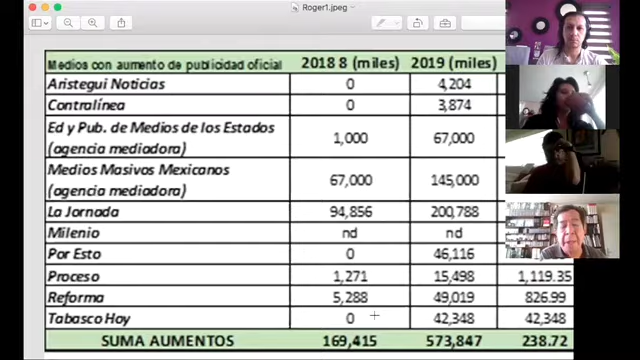 Roger1.jpeg
Medios con aumento de publicidad oficial 2018 8 (miles) 2019 (miles)
Aristegui Noticias 0 4,204
Contralínea 0 3,874
Ed y Pub. de Medios de los Estados
(agencia mediadora) 1,000 67,000
Medios Masivos Mexicanos
(agencia mediadora) 67,000 145,000
La Jornada 94,856 200,788
Milenio nd nd
Por Esto 0 46,116
Proceso 1,271 15,498 1,119.35
Reforma 5,288 49,019 826.99
Tabasco Hoy 0 42,348 42,348
SUMA AUMENTOS 169,415 573,847 238.72